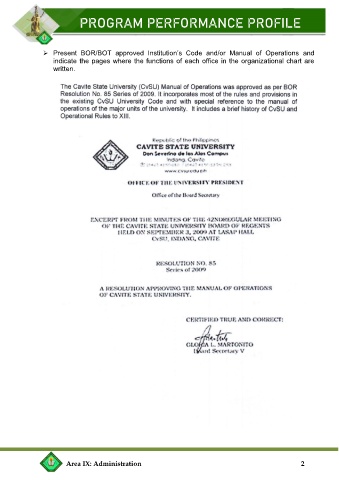 PROGRAM PERFORMANCE PROFILE
➢ Present BOR/BOT approved Institution's Code and/or Manual of Operations and
indicate the pages where the functions of each office in the organizational chart are
written.
The Cavite State University (CvSU) Manual of Operations was approved as per BOR
Resolution No. 85 Series of 2009. It incorporates most of the rules and provisions in
the existing CvSU University Code and with special reference to the manual of
operations of the major units of the university. It includes a brief history of CvSU and
Operational Rules to XIII.
Republic of the Philippines
CAVITE STATE UNIVERSITY
Don Severino de las Alas Campus
Indang, Cavite
www.cvsu.edu.ph
OFFICE OF THE UNIVERSITY PRESIDENT
Office of the Board Secretary
EXCERPT FROM THE MINUTES OF THE 42NDREGULAR MEETING
OF THE CAVITE STATE UNIVERSITY BOARD OF REGENTS
HELD ON SEPTEMBER 3, 2009 AT LASAP HALL
CvSU, INDANG, CAVITE
RESOLUTION NO. 85
Series of 2009
A RESOLUTION APPROVING THE MANUAL OF OPERATIONS
OF CAVITE STATE UNIVERSITY.
CERTIFIED TRUE AND CORRECT:
GLORIA L. MARTONITO
Board Secretary V
Area IX: Administration 2